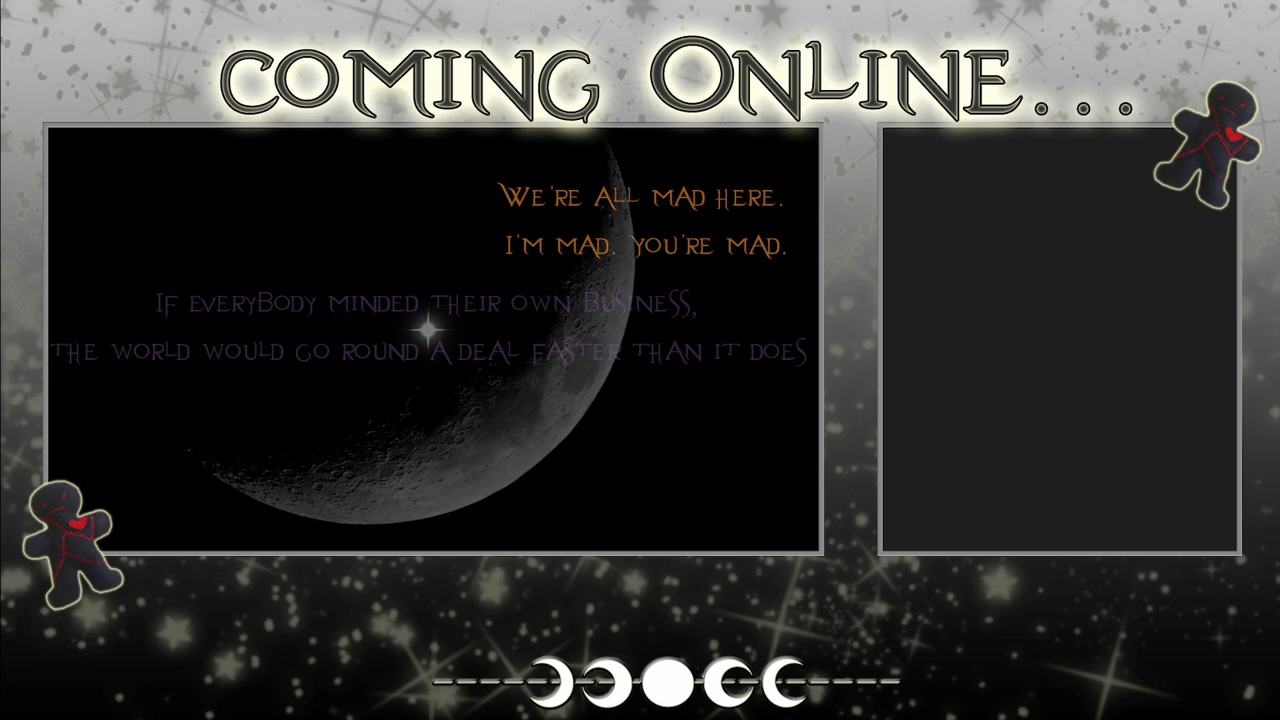 COMING ONLINE...
WE'RE ALL MAD HERE.
I'M MAD. YOU'RE MAD.
IF EVERYBODY MINDED THEIR OWN BUSINESS,
THE WORLD WOULD GO ROUND A DEAL FASTER THAN IT DOES